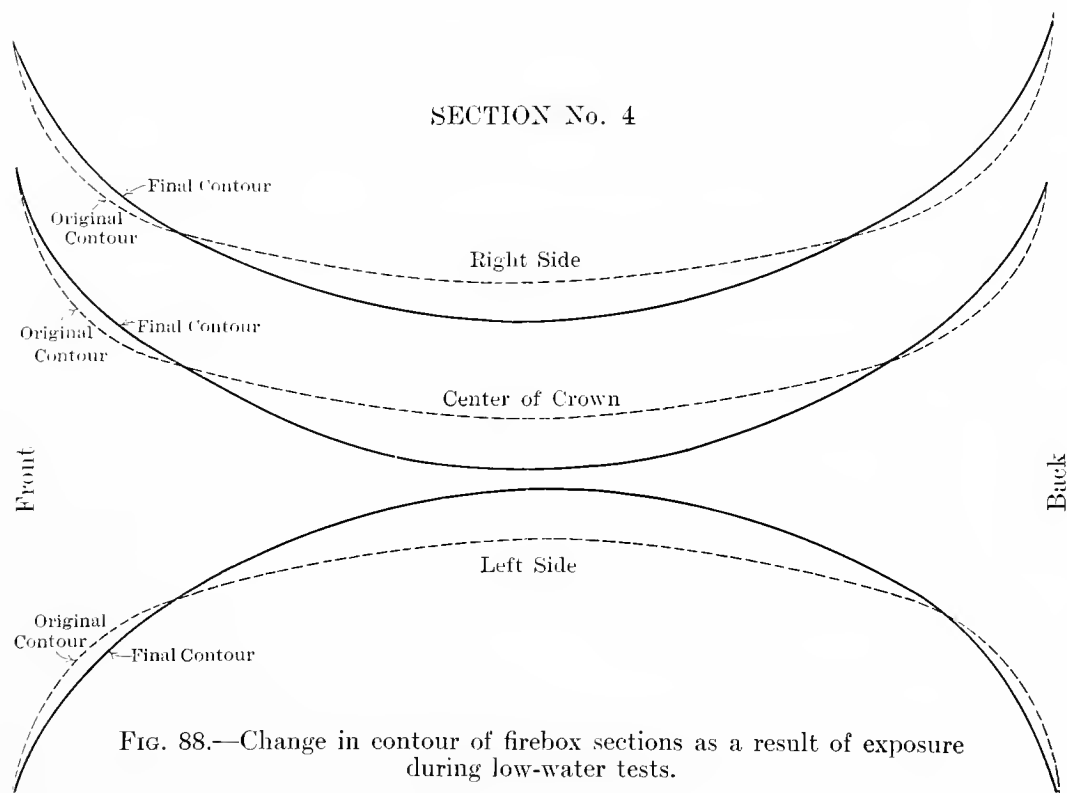 SECTION No. 4
Final Contour
Original
Contour
Right Side
Final Contour
Original
Contour
Center of Crown
Front
Back
Left Side
Original
Contour
Final Contour
FIG. 88.—Change in contour of firebox sections as a result of exposure
during low-water tests.